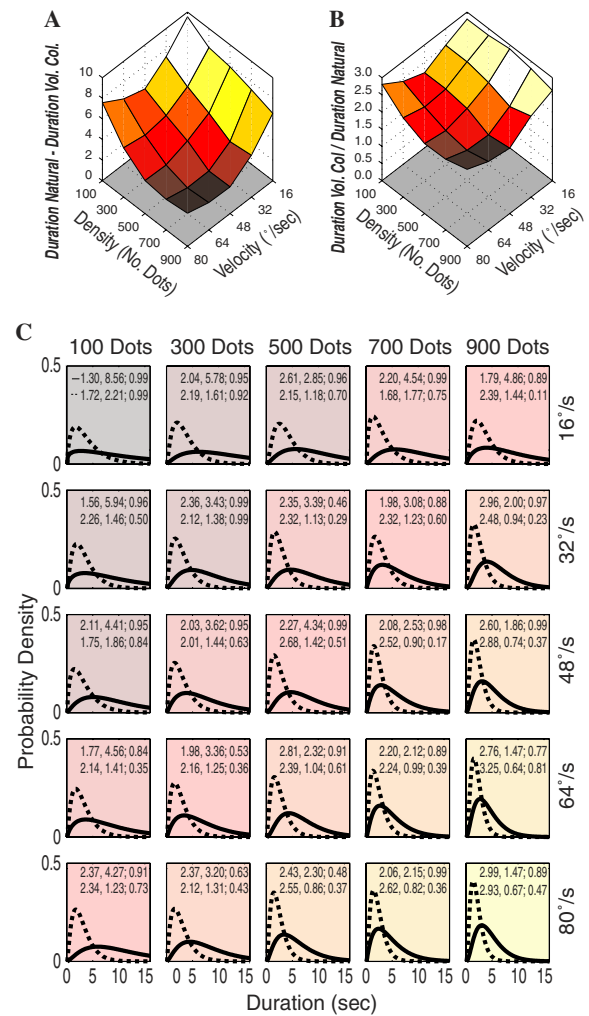 A
B
Duration Natural - Duration Vol. Col.
10
8
6
4
2
0
100
300
500
700
900
Density (No. Dots)
80
64
48
32
16
Velocity (°/sec)
Duration Vol. Col / Duration Natural
3.0
2.5
2.0
1.5
1.0
0.5
0.0
100
300
500
700
900
Density (No. Dots)
80
64
48
32
16
Velocity (°/sec)
C
100 Dots 300 Dots 500 Dots 700 Dots 900 Dots
0.5
0
1.30, 8.56; 0.99
1.72, 2.21; 0.99
2.04, 5.78; 0.95
2.19, 1.61; 0.92
2.61, 2.85; 0.96
2.15, 1.18; 0.70
2.20, 4.54; 0.99
1.68, 1.77; 0.75
1.79, 4.86; 0.89
2.39, 1.44; 0.11
16°/s
0.5
0
1.56, 5.94; 0.96
2.26, 1.46; 0.50
2.36, 3.43; 0.99
2.12, 1.38; 0.99
2.35, 3.39; 0.46
2.32, 1.13; 0.29
1.98, 3.08; 0.88
2.32, 1.23; 0.60
2.96, 2.00; 0.97
2.48, 0.94; 0.23
32°/s
0.5
0
2.11, 4.41; 0.95
1.75, 1.86; 0.84
2.03, 3.62; 0.95
2.01, 1.44; 0.63
2.27, 4.34; 0.99
2.68, 1.42; 0.51
2.08, 2.53; 0.98
2.52, 0.90; 0.17
2.60, 1.86; 0.99
2.88, 0.74; 0.37
48°/s
0.5
0
1.77, 4.56; 0.84
2.14, 1.41; 0.35
1.98, 3.36; 0.53
2.16, 1.25; 0.36
2.81, 2.32; 0.91
2.39, 1.04; 0.61
2.20, 2.12; 0.89
2.24, 0.99; 0.39
2.76, 1.47; 0.77
3.25, 0.64; 0.81
64°/s
0.5
0
2.37, 4.27; 0.91
2.34, 1.23; 0.73
2.37, 3.20; 0.63
2.12, 1.31; 0.43
2.43, 2.30; 0.48
2.55, 0.86; 0.37
2.06, 2.15; 0.99
2.62, 0.82; 0.36
2.99, 1.47; 0.89
2.93, 0.67; 0.47
80°/s
0 5 10 15 0 5 10 15 0 5 10 15 0 5 10 15 0 5 10 15
Probability Density
Duration (sec)